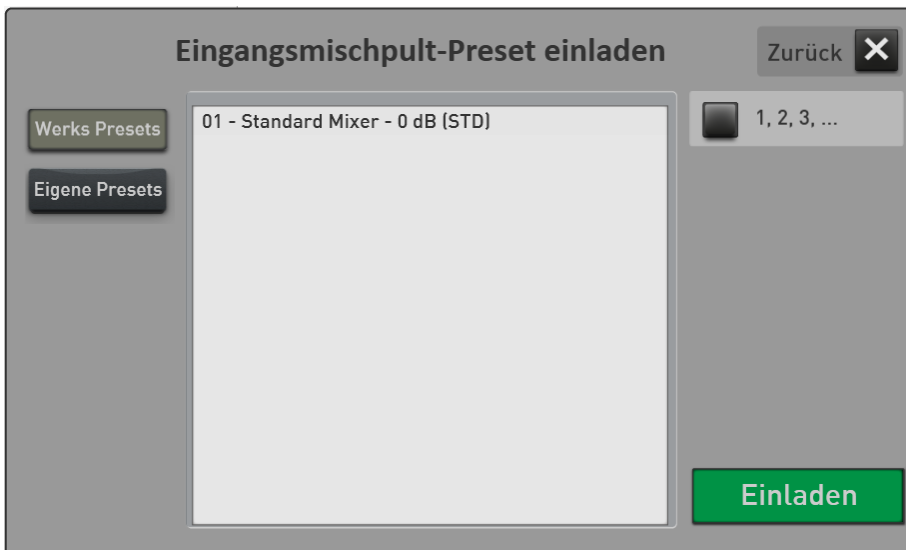 Eingangsmischpult-Preset einladen
Zurück
Werks Presets
Eigene Presets
01 - Standard Mixer - 0 dB (STD)
1, 2, 3, ...
Einladen